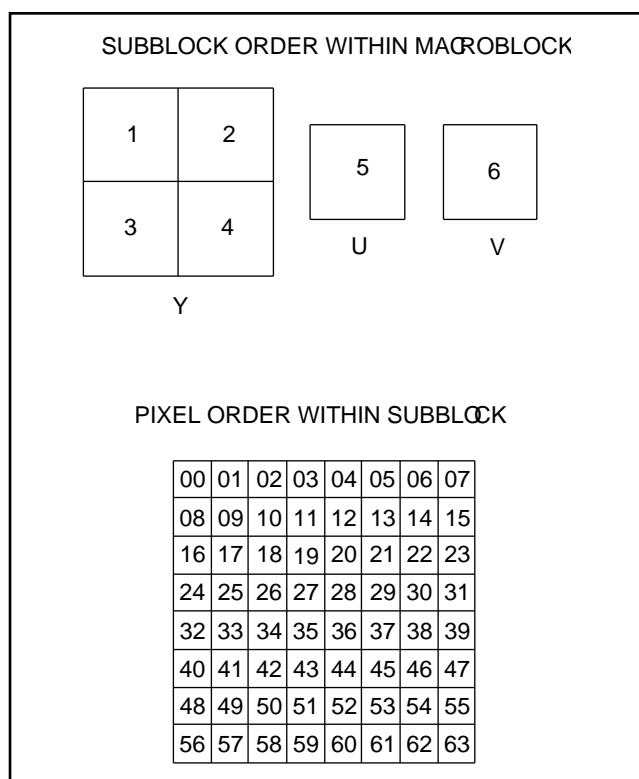 SUBBLOCK ORDER WITHIN MACROBLOCK
1 2
5 6
3 4
U V
Y
PIXEL ORDER WITHIN SUBBLOCK
00 01 02 03 04 05 06 07
08 09 10 11 12 13 14 15
16 17 18 19 20 21 22 23
24 25 26 27 28 29 30 31
32 33 34 35 36 37 38 39
40 41 42 43 44 45 46 47
48 49 50 51 52 53 54 55
56 57 58 59 60 61 62 63